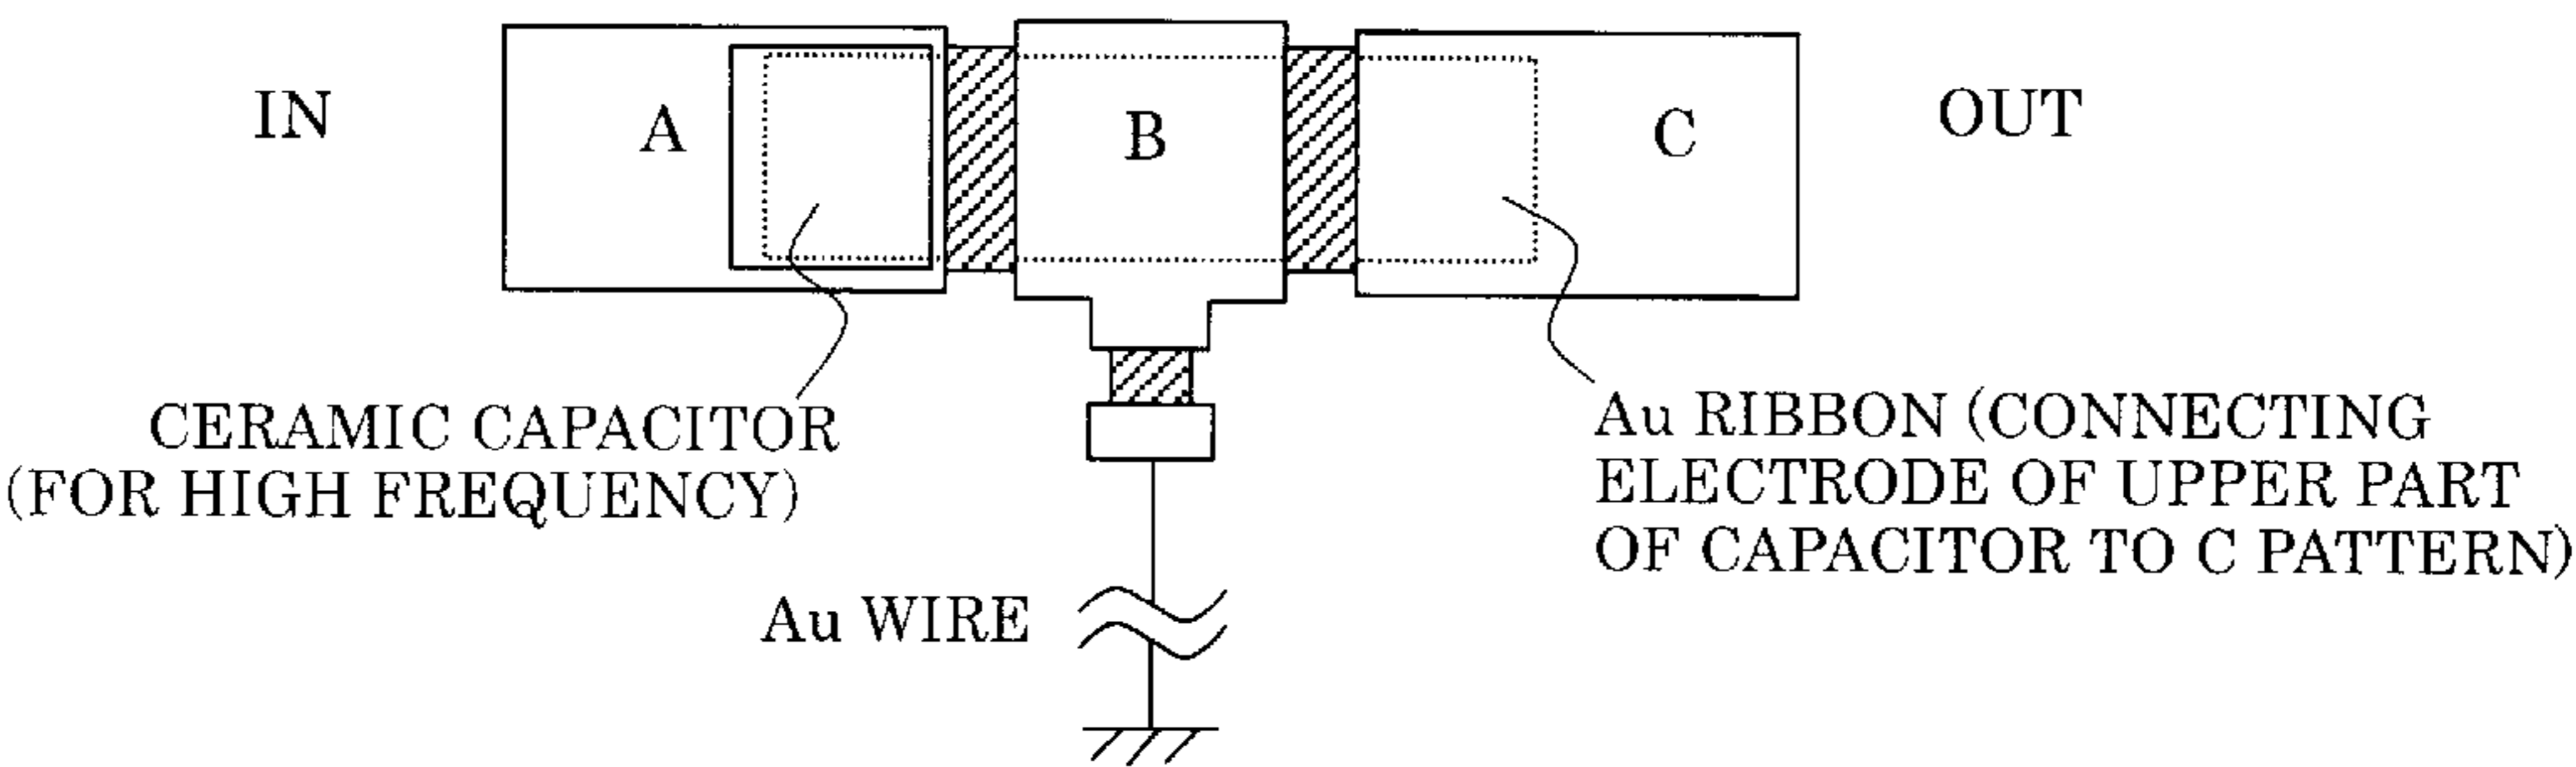 IN
A
B
C
OUT
CERAMIC CAPACITOR
(FOR HIGH FREQUENCY)
Au RIBBON (CONNECTING
ELECTRODE OF UPPER PART
OF CAPACITOR TO C PATTERN)
Au WIRE